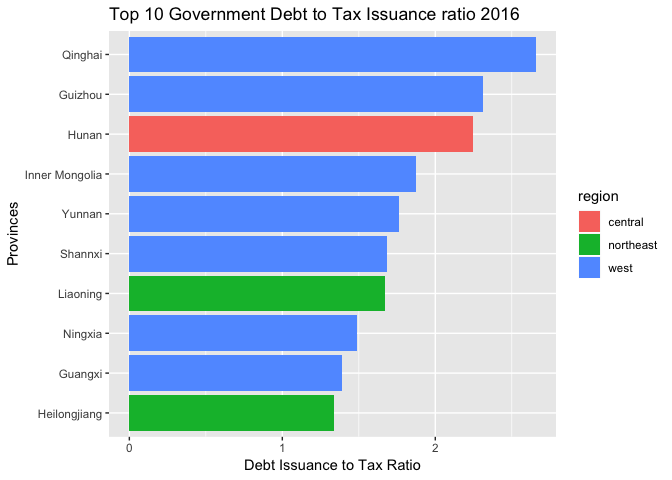 Top 10 Government Debt to Tax Issuance ratio 2016
Qinghai
Guizhou
Hunan
Inner Mongolia
Yunnan
Shannxi
Liaoning
Ningxia
Guangxi
Heilongjiang
Provinces
0 1 2
Debt Issuance to Tax Ratio
region
central
northeast
west